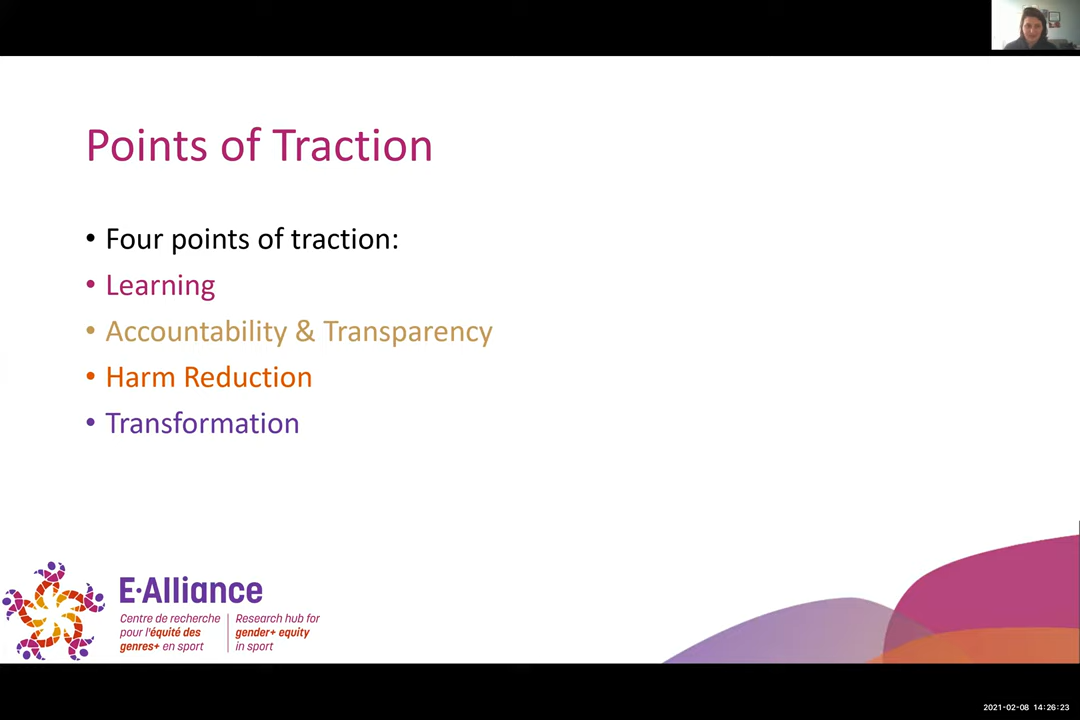 Points of Traction
• Four points of traction:
• Learning
• Accountability & Transparency
• Harm Reduction
• Transformation
E·Alliance
Centre de recherche
pour l'équité des
genres+ en sport
Research hub for
gender+ equity
in sport
2021-02-08 14:26:23